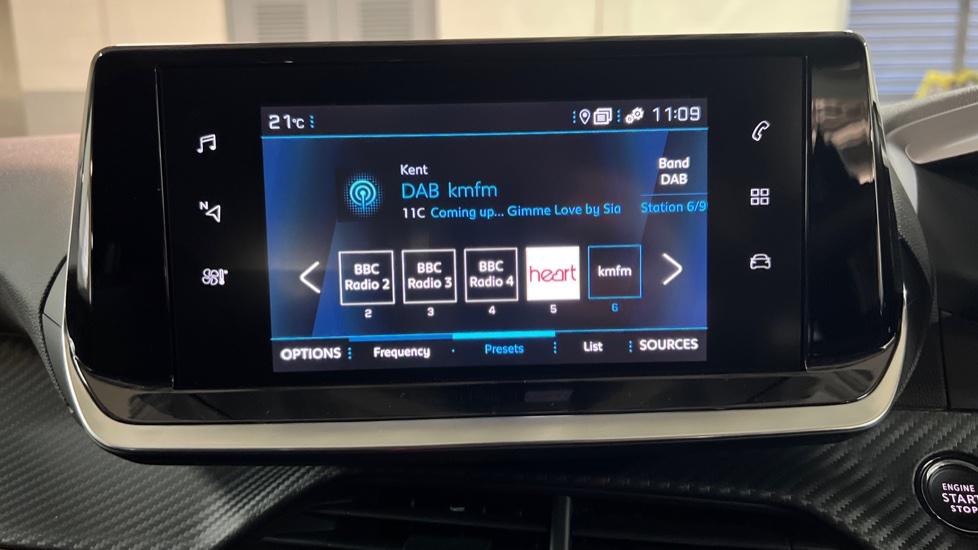 21°C
11:09
N
Kent
DAB kmfm
11C Coming up... Gimme Love by Sia
Band
DAB
Station 6/9
BBC
Radio 2
BBC
Radio 3
BBC
Radio 4
heart
kmfm
2
3
4
5
6
OPTIONS
Frequency
Presets
List
SOURCES
ENGINE
START
STOP